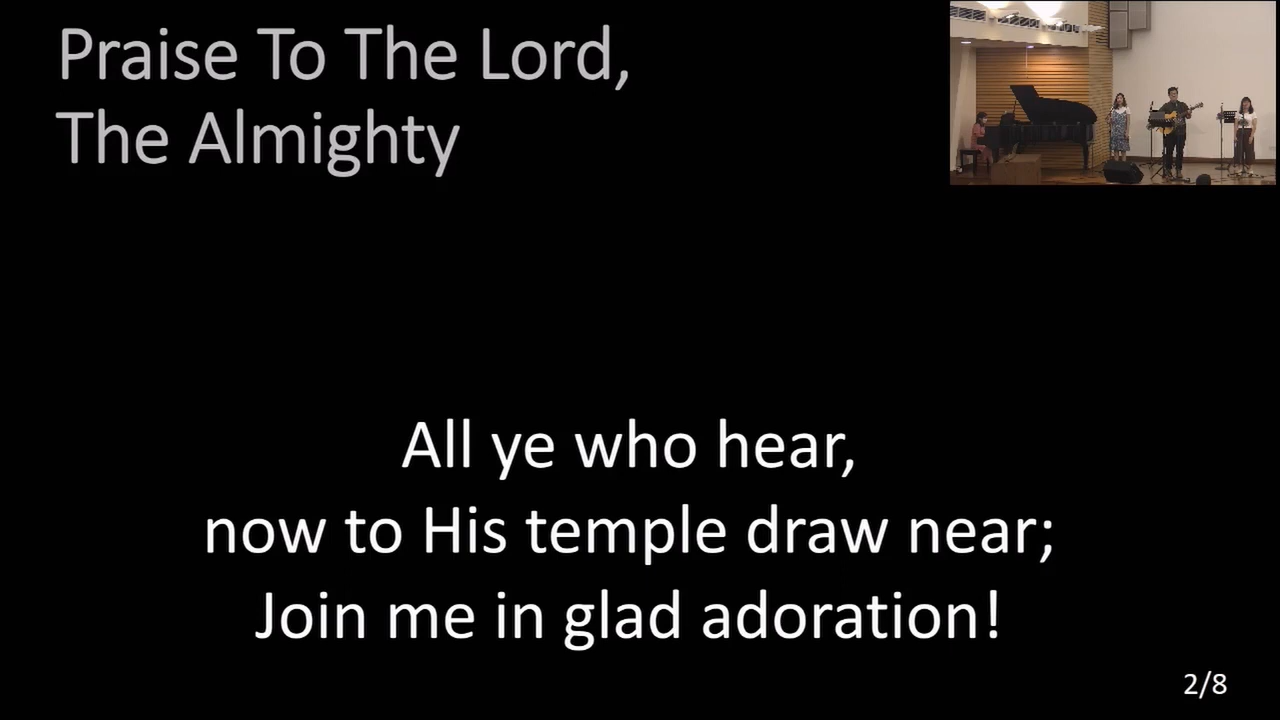 Praise To The Lord,
The Almighty
All ye who hear,
now to His temple draw near;
Join me in glad adoration!
2/8